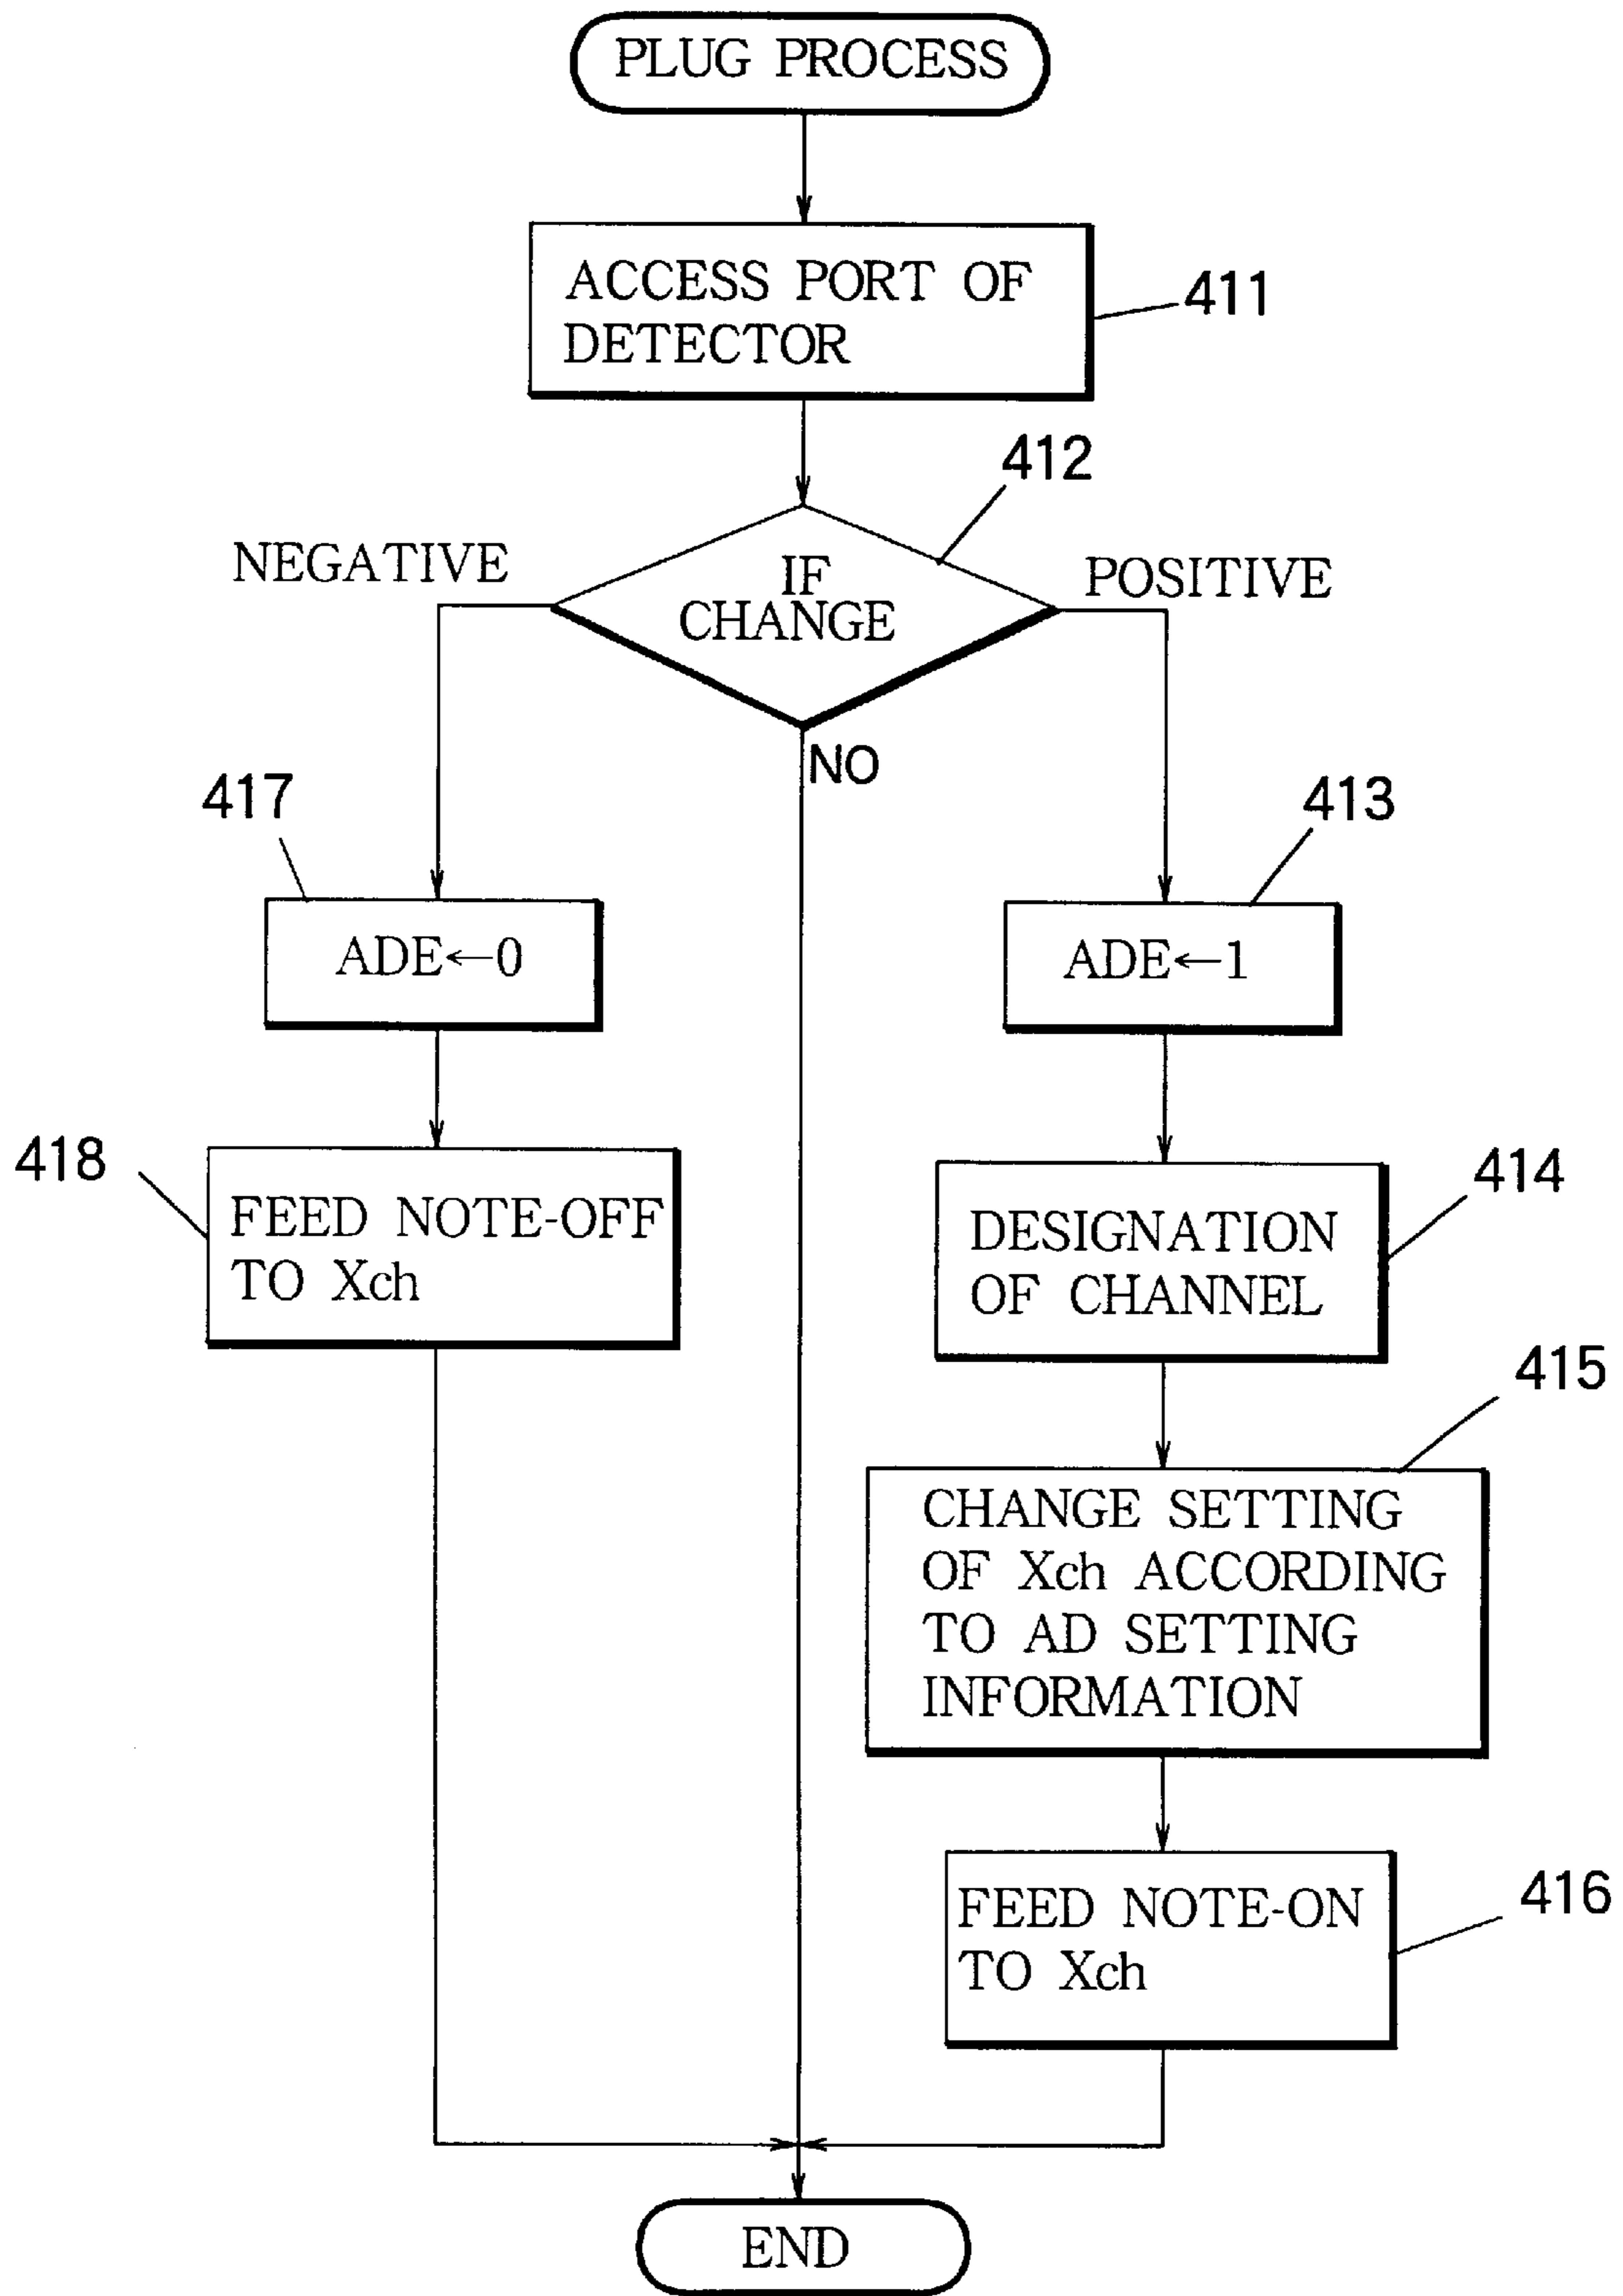 PLUG PROCESS
ACCESS PORT OF
DETECTOR
411
412
NEGATIVE
IF
CHANGE
POSITIVE
NO
417
413
ADE←0
ADE←1
418
FEED NOTE-OFF
TO Xch
414
DESIGNATION
OF CHANNEL
415
CHANGE SETTING
OF Xch ACCORDING
TO AD SETTING
INFORMATION
416
FEED NOTE-ON
TO Xch
END